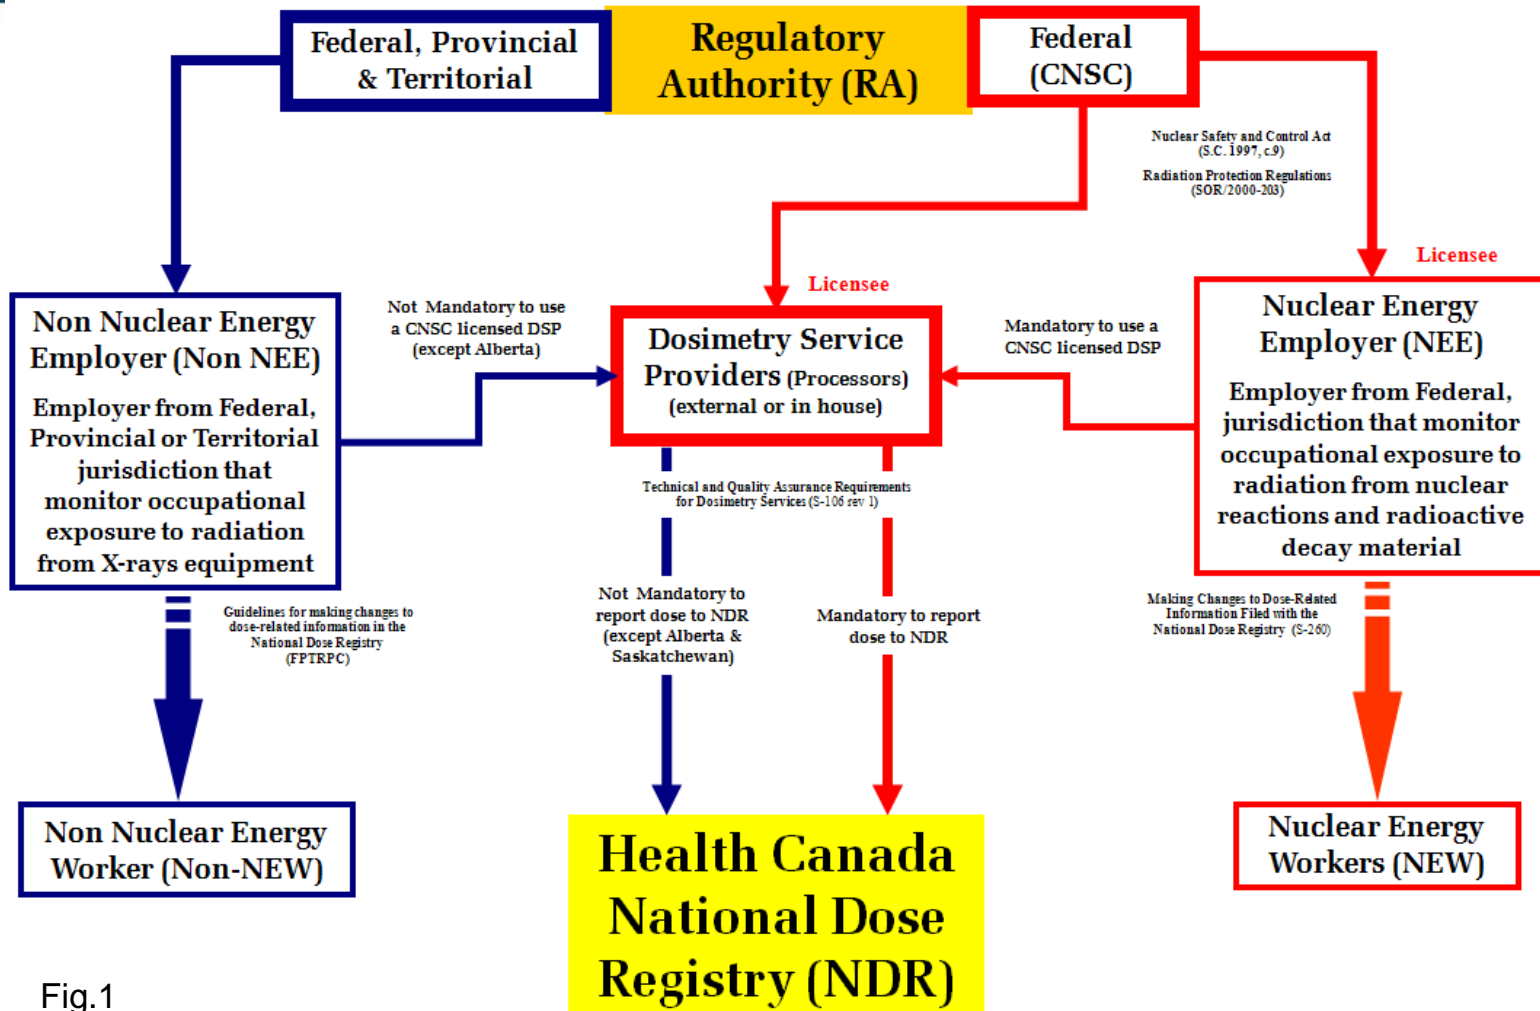 Federal, Provincial
& Territorial
Regulatory
Authority (RA)
Federal
(CNSC)
Nuclear Safety and Control Act
(S.C. 1997, c.9)
Radiation Protection Regulations
(SOR/2000-203)
Licensee
Licensee
Non Nuclear Energy
Employer (Non NEE)
Employer from Federal,
Provincial or Territorial
jurisdiction that
monitor occupational
exposure to radiation
from X-rays equipment
Not Mandatory to use
a CNSC licensed DSP
(except Alberta)
Dosimetry Service
Providers (Processors)
(external or in house)
Mandatory to use a
CNSC licensed DSP
Nuclear Energy
Employer (NEE)
Employer from Federal,
jurisdiction that monitor
occupational exposure to
radiation from nuclear
reactions and radioactive
decay material
Technical and Quality Assurance Requirements
for Dosimetry Services (S-106 rev 1)
Guidelines for making changes to
dose-related information in the
National Dose Registry
(FPTRPC)
Not Mandatory to
report dose to NDR
(except Alberta &
Saskatchewan)
Mandatory to report
dose to NDR
Making Changes to Dose-Related
Information Filed with the
National Dose Registry (S-260)
Non Nuclear Energy
Worker (Non-NEW)
Health Canada
National Dose
Registry (NDR)
Nuclear Energy
Workers (NEW)
Fig.1